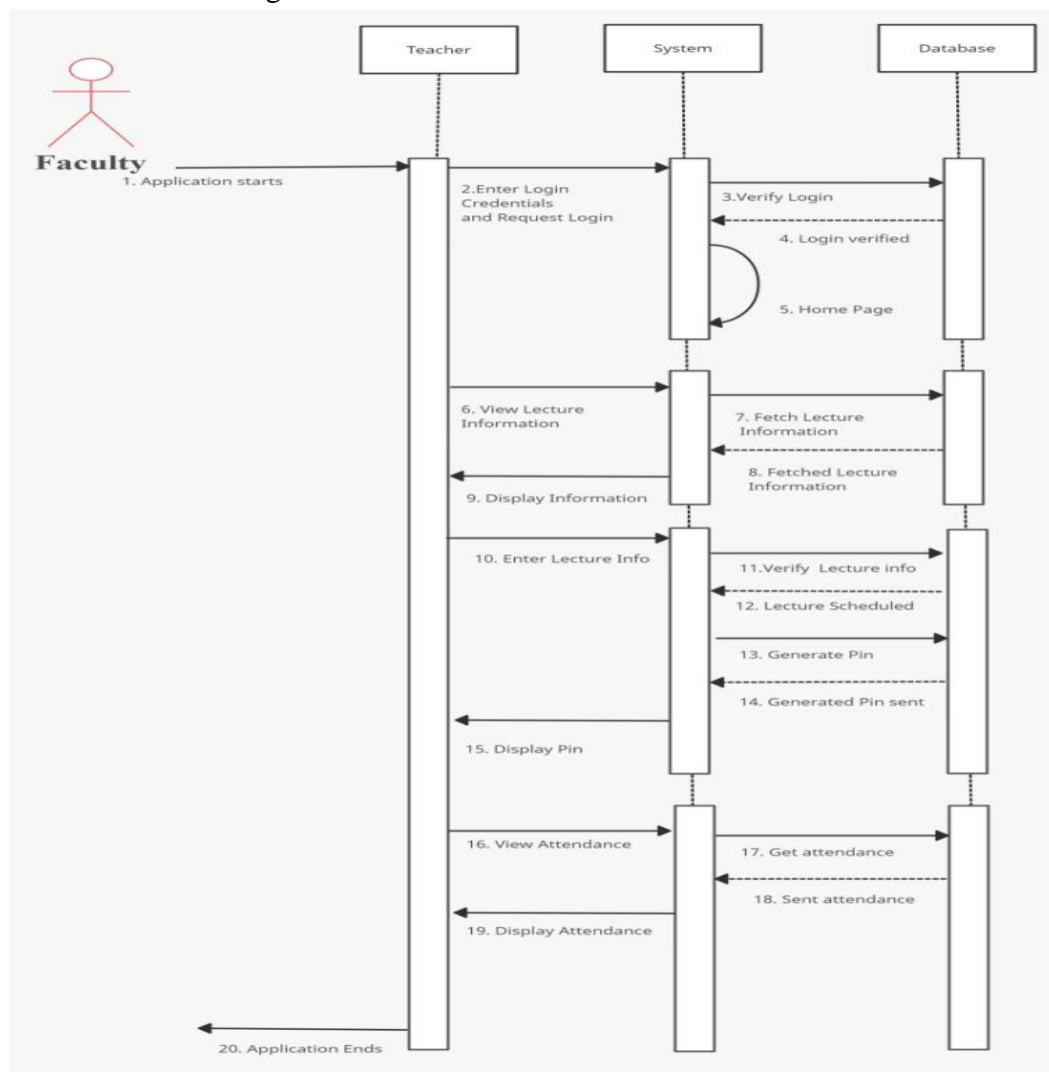 Teacher
System
Database
Faculty
1. Application starts
2.Enter Login
Credentials
and Request Login
3.Verify Login
4. Login verified
5. Home Page
6. View Lecture
Information
7. Fetch Lecture
Information
8. Fetched Lecture
Information
9. Display Information
10. Enter Lecture Info
11.Verify Lecture info
12. Lecture Scheduled
13. Generate Pin
14. Generated Pin sent
15. Display Pin
16. View Attendance
17. Get attendance
18. Sent attendance
19. Display Attendance
20. Application Ends